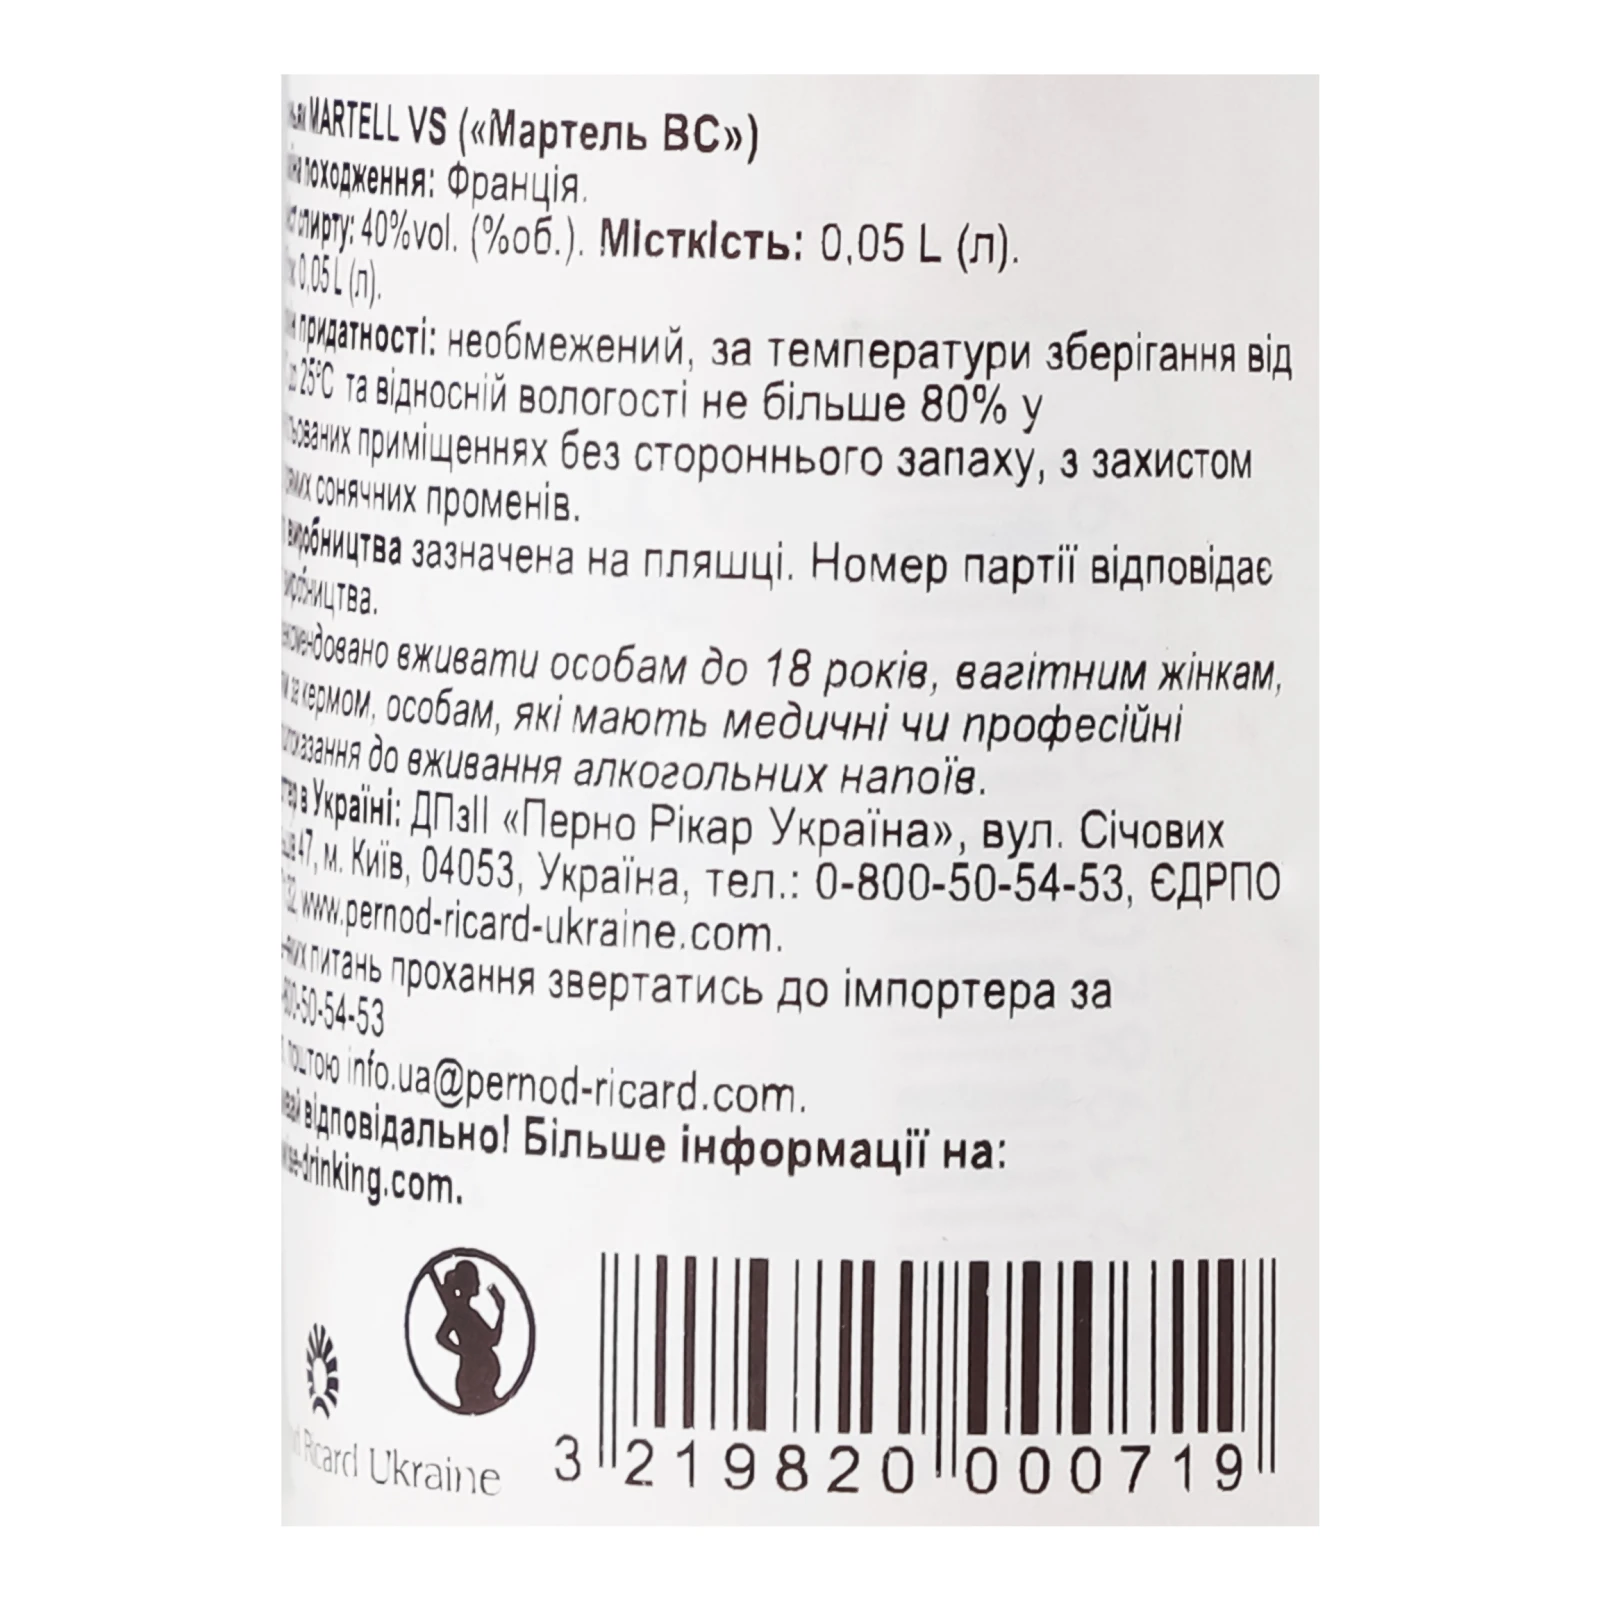 MARTELL VS («Мартель ВС»)
походження: Франція.
спирту: 40%vol. (%об.). Місткість: 0,05 L (л).
0,05 L (л).
придатності: необмежений, за температури зберігання від
25°C та відносній вологості не більше 80% у
приміщеннях без стороннього запаху, з захистом
сонячних променів.
виробництва зазначена на пляшці. Номер партії відповідає
виробництва.
вживати особам до 18 років, вагітним жінкам,
за кермом, особам, які мають медичні чи професійні
до вживання алкогольних напоїв.
в Україні: ДПзІІ «Перно Рікар Україна», вул. Січових
47, м. Київ, 04053, Україна, тел.: 0-800-50-54-53, ЄДРПО
www.pernod-ricard-ukraine.com.
питань прохання звертатись до імпортера за
-50-54-53
поштою info.ua@pernod-ricard.com.
відповідально! Більше інформації на:
wise-drinking.com.
Ricard Ukraine
3 219820 000719